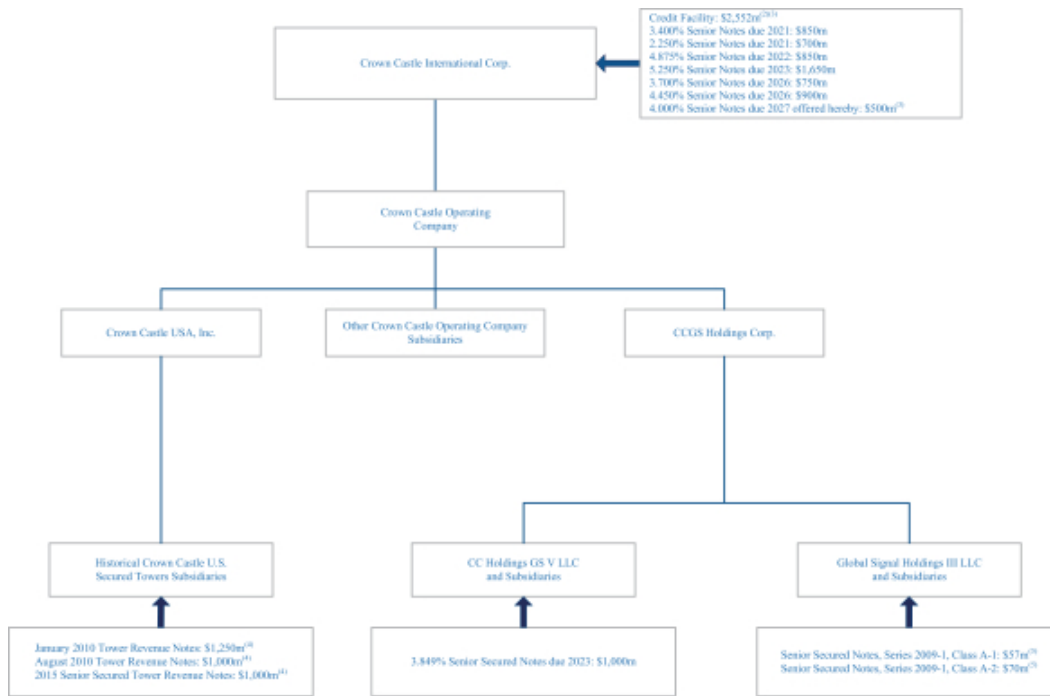 Credit Facility: $2,552m(2)(3)
3.400% Senior Notes due 2021: $850m
2.250% Senior Notes due 2021: $700m
4.875% Senior Notes due 2022: $850m
5.250% Senior Notes due 2023: $1,650m
3.700% Senior Notes due 2026: $750m
4.450% Senior Notes due 2026: $900m
4.000% Senior Notes due 2027 offered hereby: $500m(3)
Crown Castle International Corp.
Crown Castle Operating
Company
Crown Castle USA, Inc.
Other Crown Castle Operating Company
Subsidiaries
CCGS Holdings Corp.
Historical Crown Castle U.S.
Secured Towers Subsidiaries
CC Holdings GS V LLC
and Subsidiaries
Global Signal Holdings III LLC
and Subsidiaries
January 2010 Tower Revenue Notes: $1,250m(4)
August 2010 Tower Revenue Notes: $1,000m(4)
2015 Senior Secured Tower Revenue Notes: $1,000m(4)
3.849% Senior Secured Notes due 2023: $1,000m
Senior Secured Notes, Series 2009-1, Class A-1: $57m
Senior Secured Notes, Series 2009-1, Class A-2: $70m